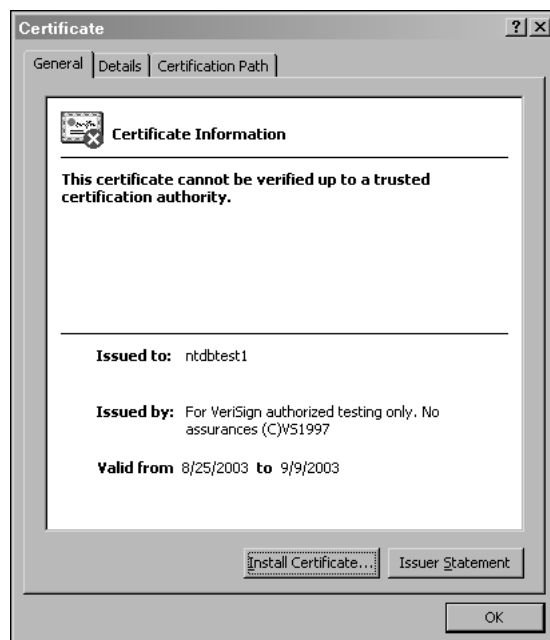 Certificate
General
Details
Certification Path
Certificate Information
This certificate cannot be verified up to a trusted
certification authority.
Issued to: ntdbtest1
Issued by: For VeriSign authorized testing only. No
assurances (C)VS1997
Valid from 8/25/2003 to 9/9/2003
Install Certificate...
Issuer Statement
OK